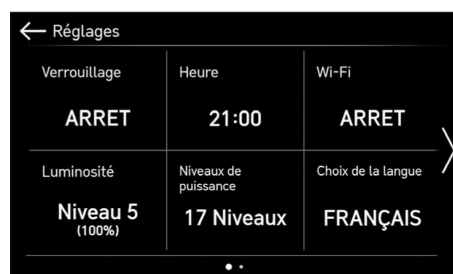 Réglages
Verrouillage
ARRET
Heure
21:00
Wi-Fi
ARRET
Luminosité
Niveau 5
(100%)
Niveaux de
puissance
17 Niveaux
Choix de la langue
FRANÇAIS